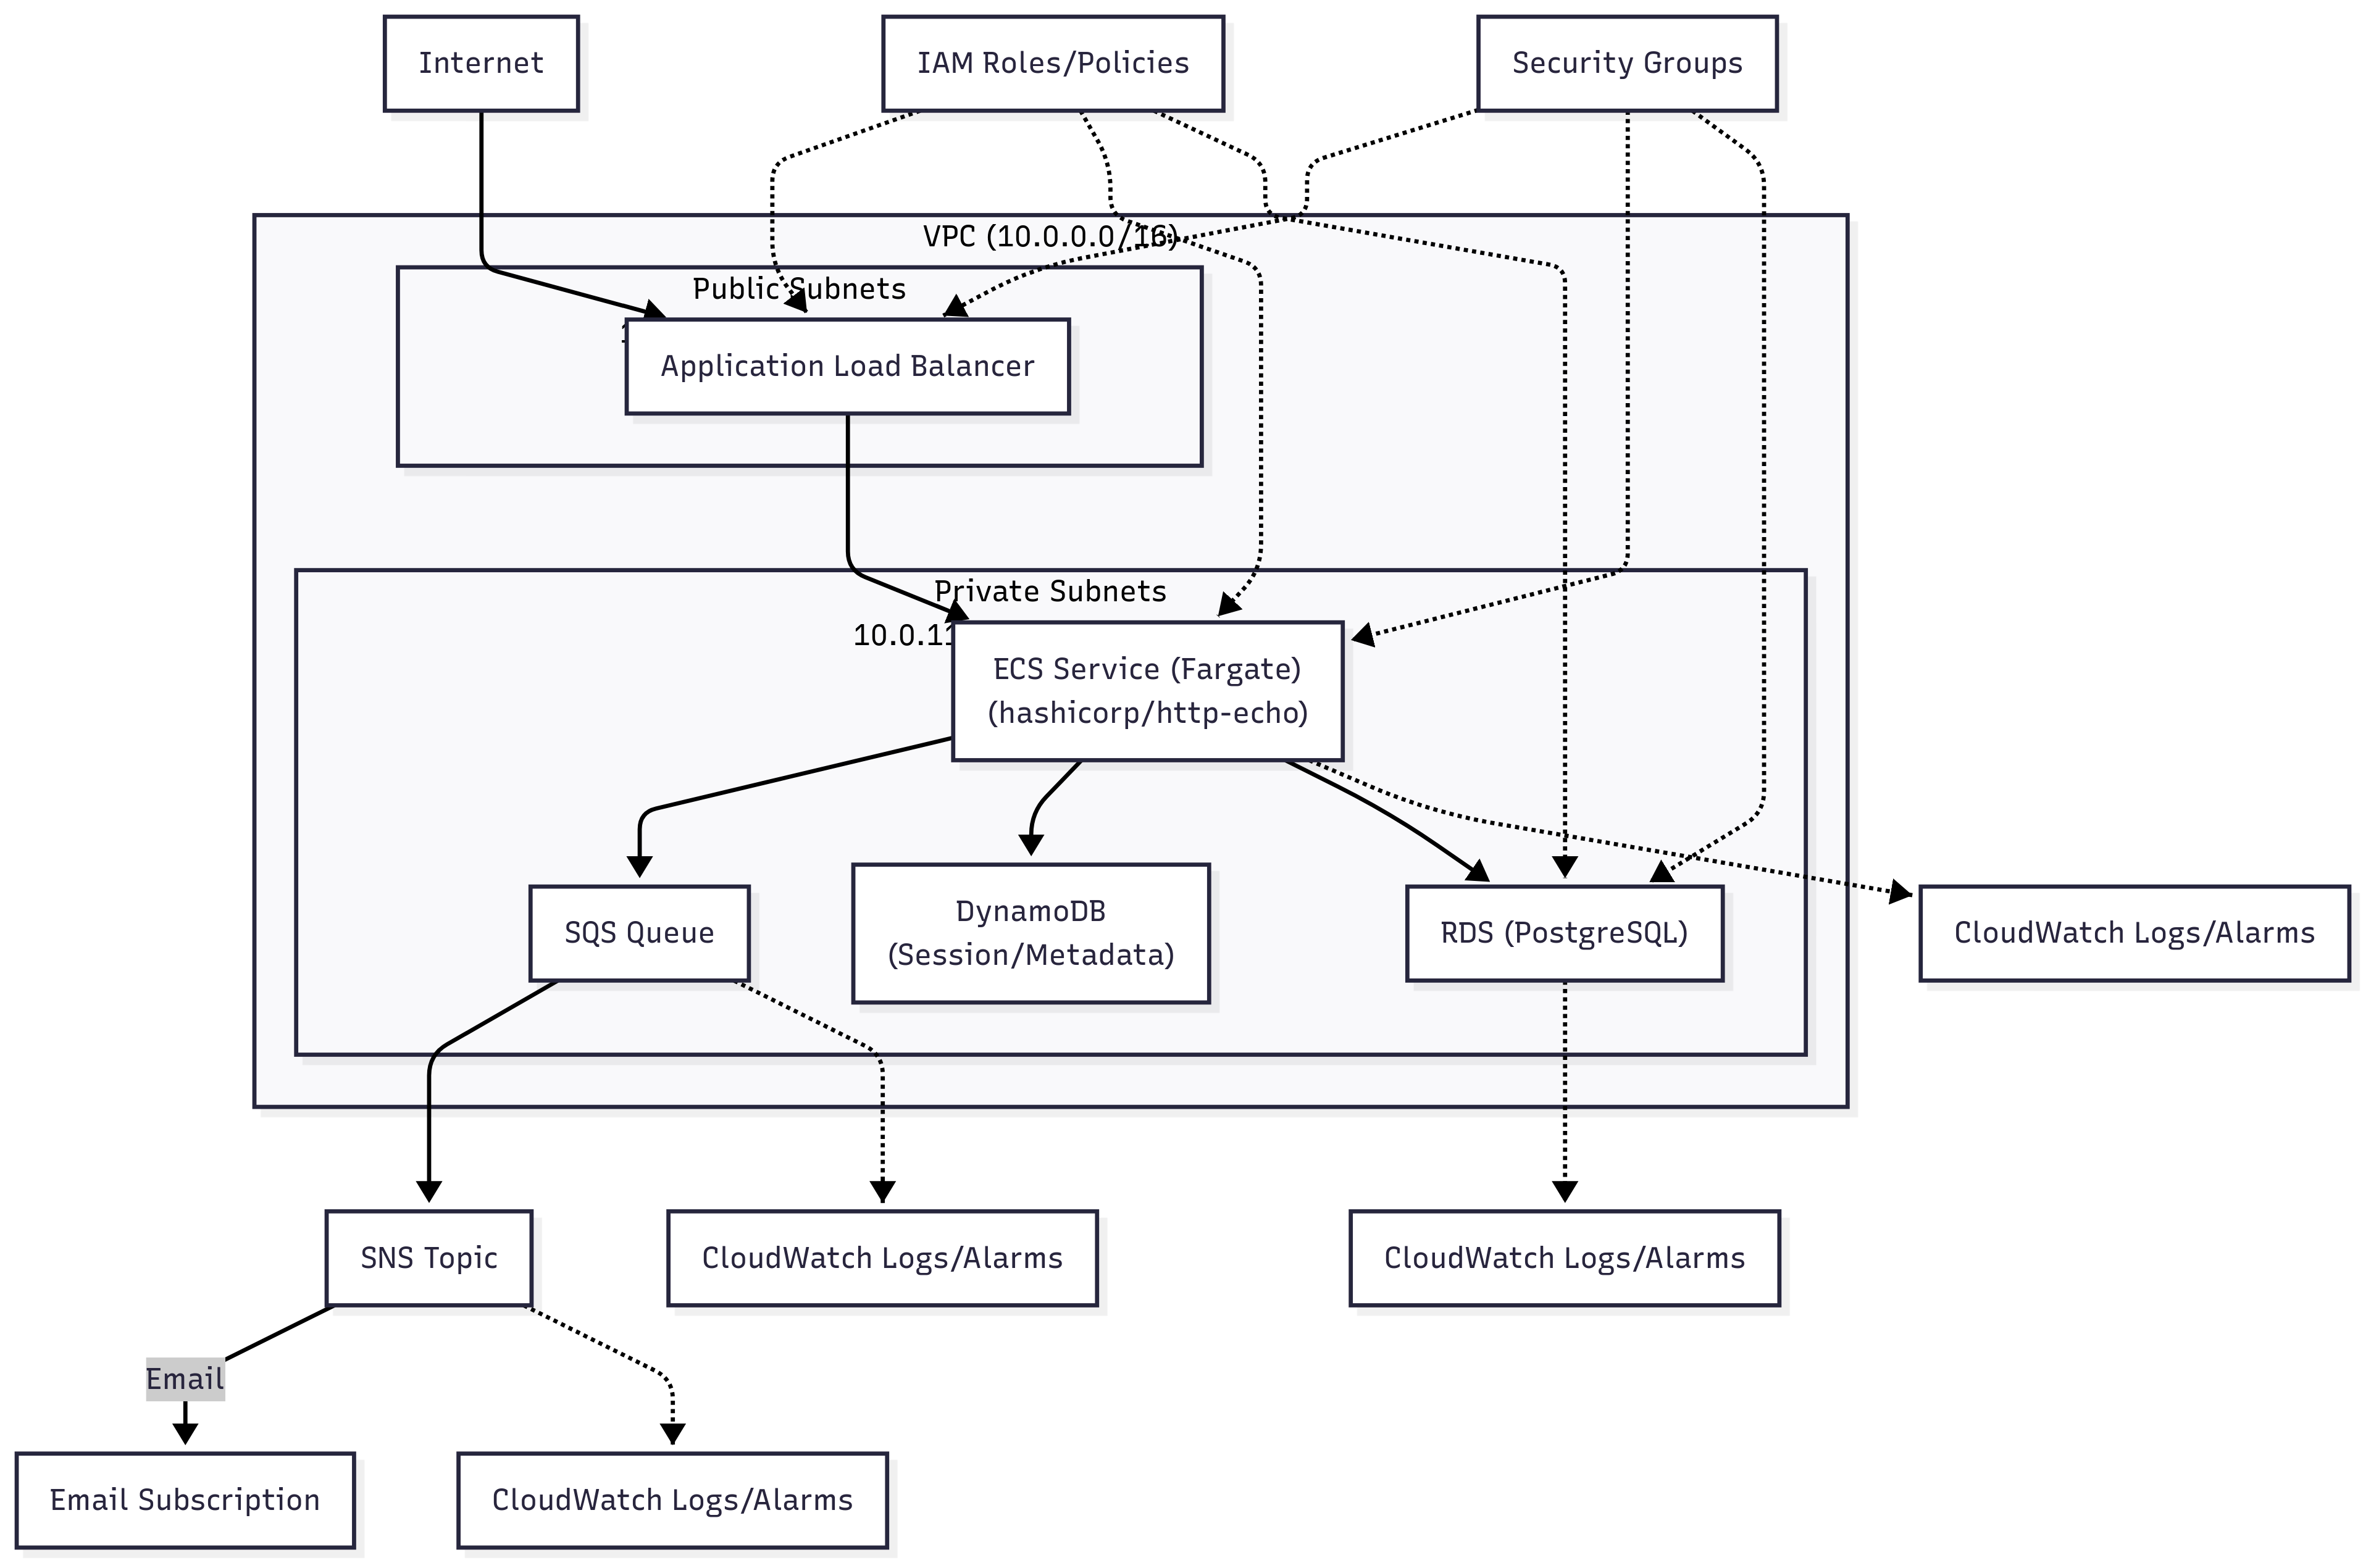 Internet
IAM Roles/Policies
Security Groups
VPC (10.0.0.0/16)
Public Subnets
Application Load Balancer
Private Subnets
10.0.11
ECS Service (Fargate)
(hashicorp/http-echo)
SQS Queue
DynamoDB
(Session/Metadata)
RDS (PostgreSQL)
CloudWatch Logs/Alarms
SNS Topic
CloudWatch Logs/Alarms
CloudWatch Logs/Alarms
Email
Email Subscription
CloudWatch Logs/Alarms